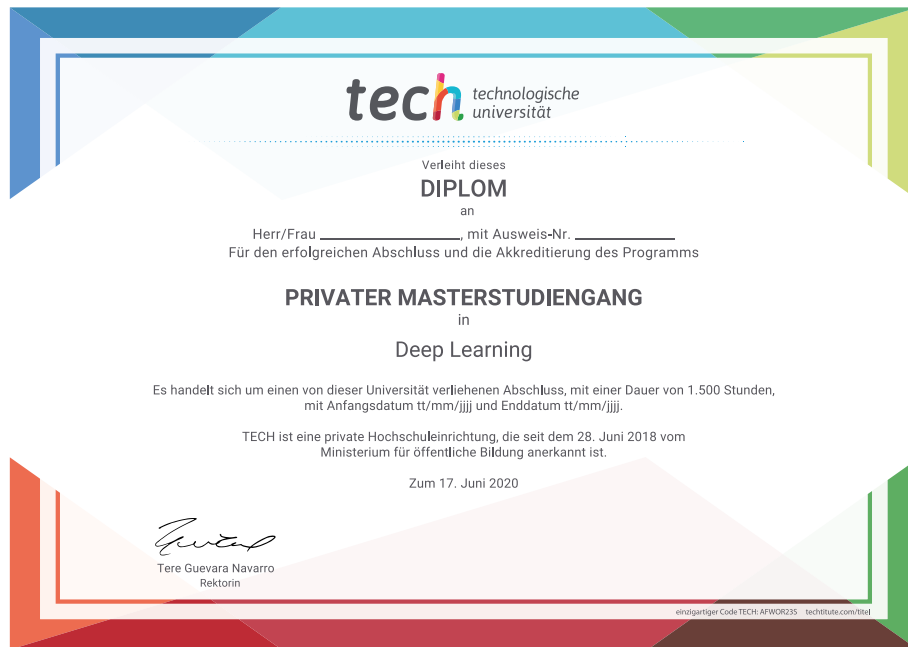 tech technologische
universität
Verleiht dieses
DIPLOM
an
Herr/Frau ____________________, mit Ausweis-Nr. ______________
Für den erfolgreichen Abschluss und die Akkreditierung des Programms
PRIVATER MASTERSTUDIENGANG
in
Deep Learning
Es handelt sich um einen von dieser Universität verliehenen Abschluss, mit einer Dauer von 1.500 Stunden,
mit Anfangsdatum tt/mm/jjjj und Enddatum tt/mm/jjjj.
TECH ist eine private Hochschuleinrichtung, die seit dem 28. Juni 2018 vom
Ministerium für öffentliche Bildung anerkannt ist.
Zum 17. Juni 2020
Tere Guevara Navarro
Rektorin
einzigartiger Code TECH: AFWOR235 techtitute.com/titel